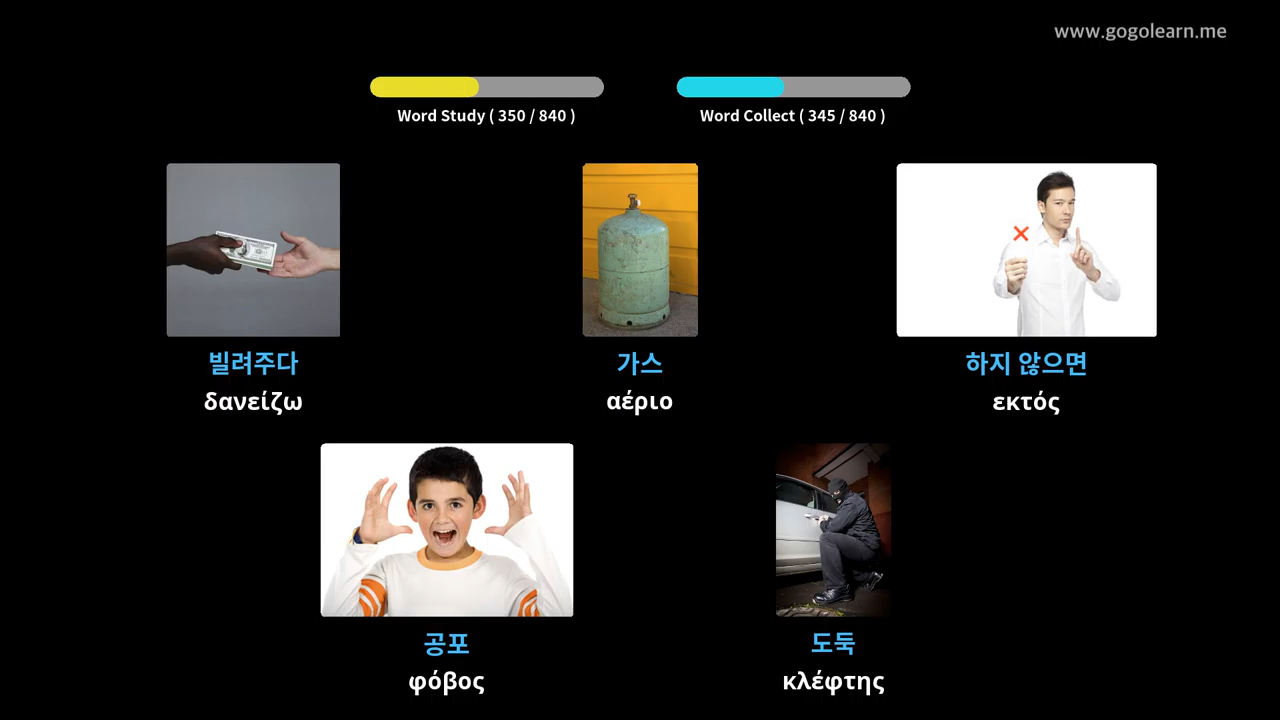 www.gogolearn.me
Word Study ( 350 / 840 )
Word Collect ( 345 / 840 )
빌려주다
δανείζω
가스
αέριο
하지 않으면
εκτός
공포
φόβος
도둑
κλέφτης